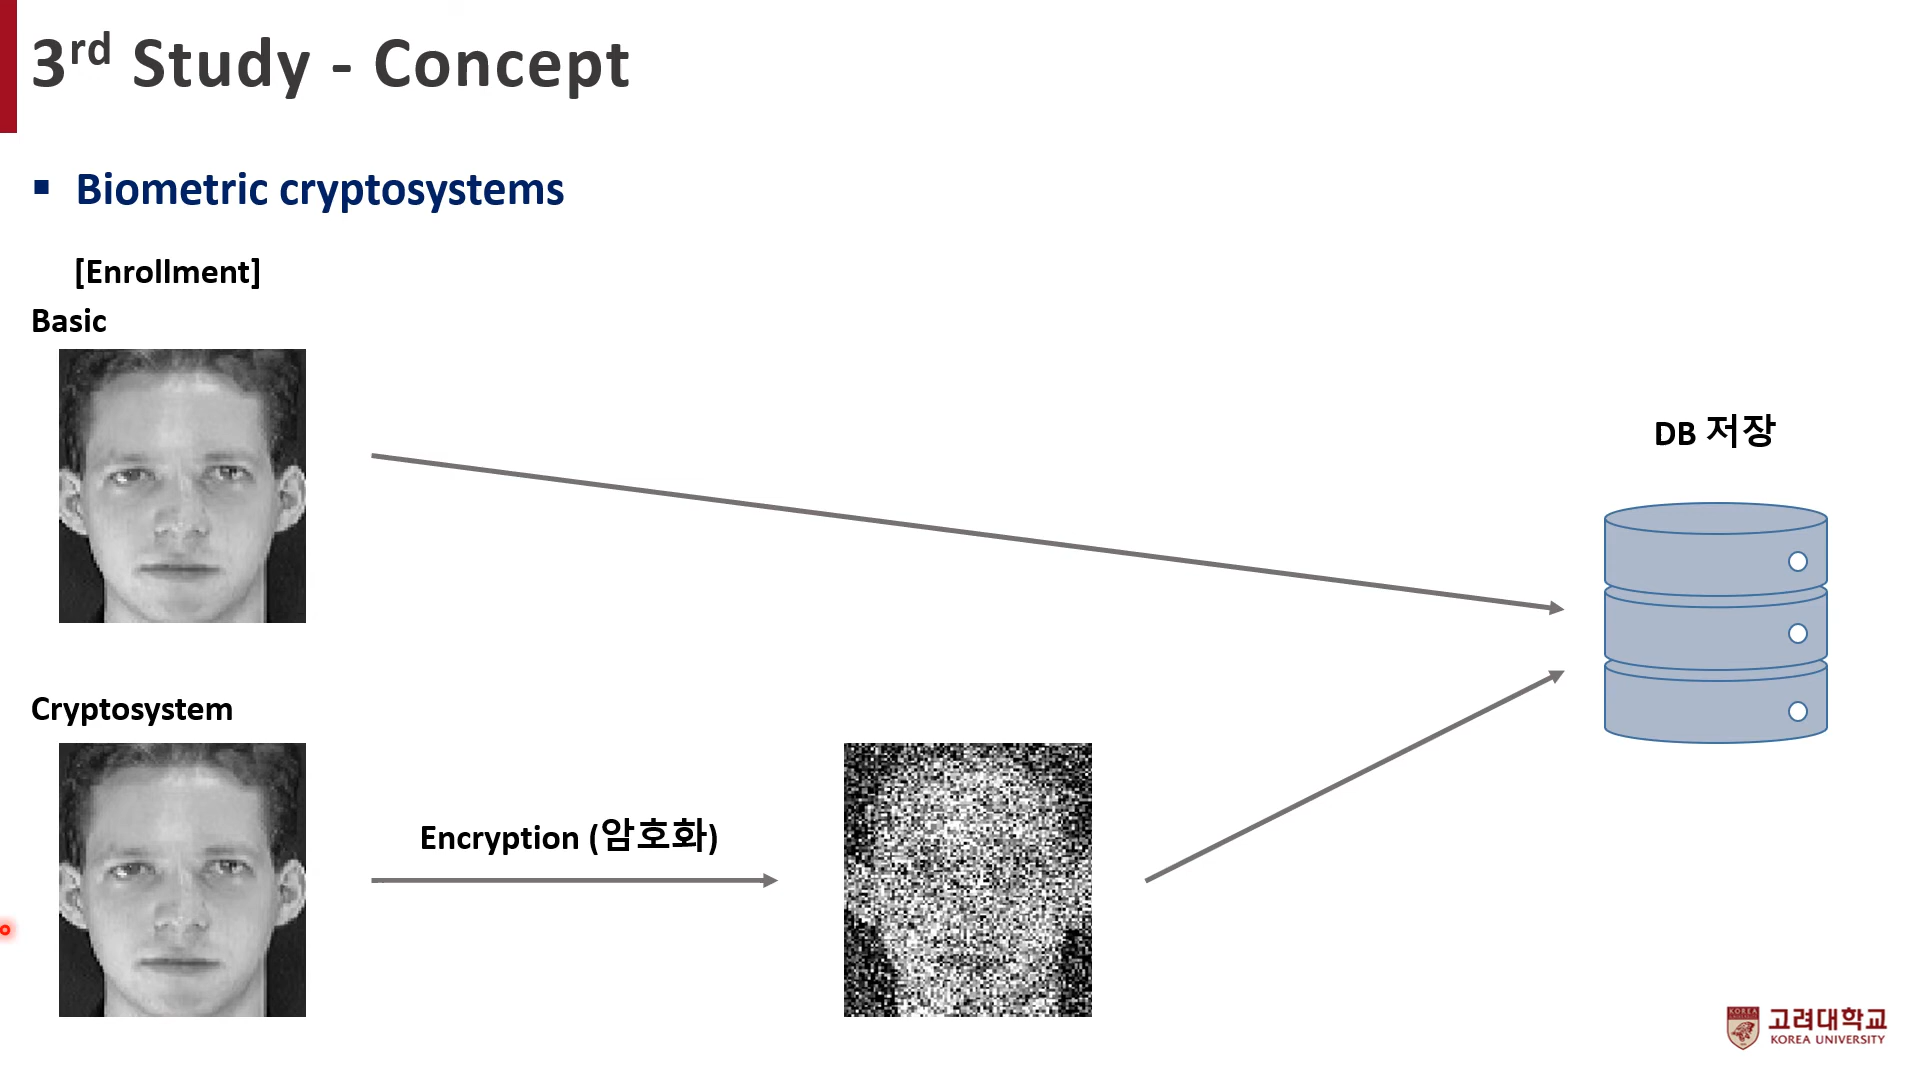 3rd Study - Concept
▪ Biometric cryptosystems
[Enrollment]
Basic
DB 저장
Cryptosystem
Encryption (암호화)
KOREA
고려대학교
KOREA UNIVERSITY